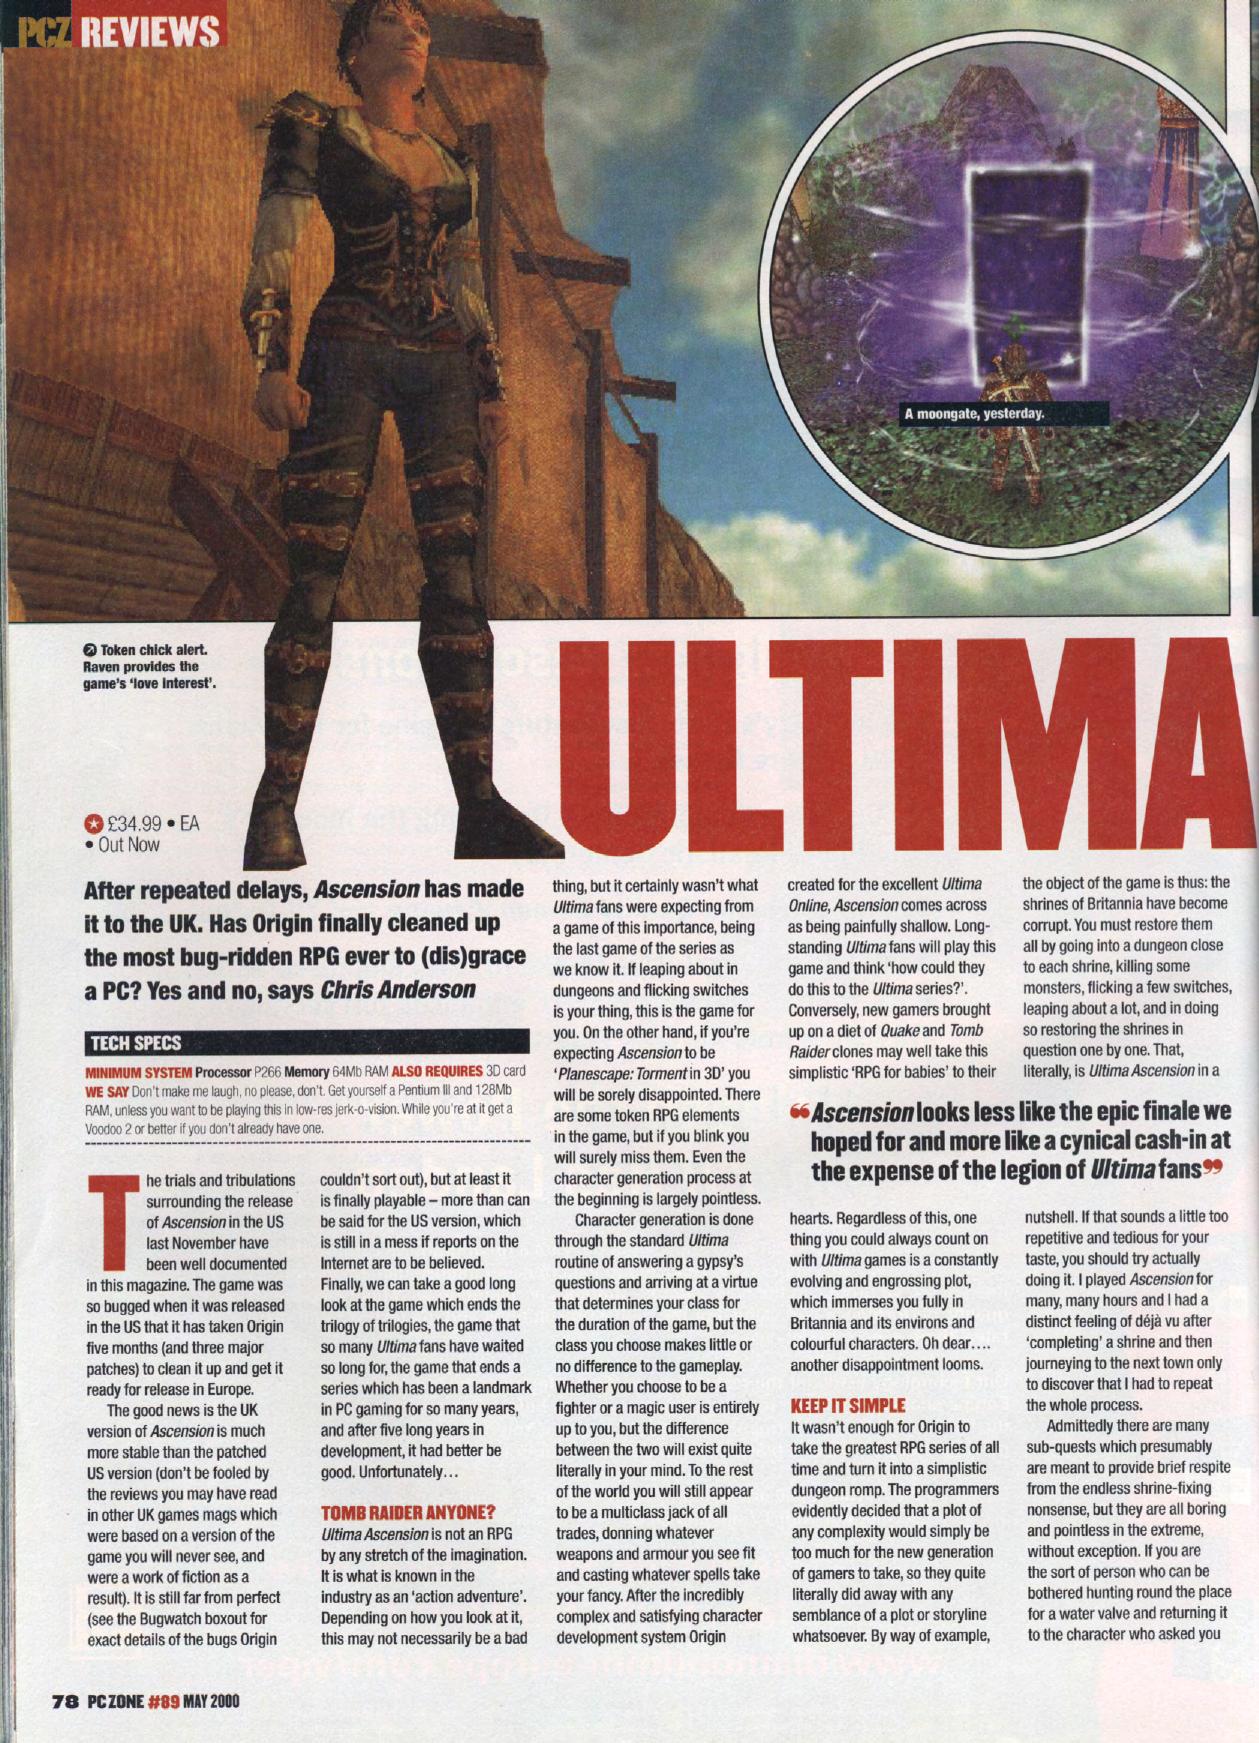 PCZ REVIEWS
A moongate, yesterday.
Token chick alert.
Raven provides the
game's 'love interest'.
ULTIMA
£34.99 • EA
• Out Now
After repeated delays, Ascension has made
it to the UK. Has Origin finally cleaned up
the most bug-ridden RPG ever to (dis)grace
a PC? Yes and no, says Chris Anderson
TECH SPECS
MINIMUM SYSTEM Processor P266 Memory 64Mb RAM ALSO REQUIRES 3D card
WE SAY Don't make me laugh, no please, don't. Get yourself a Pentium III and 128Mb
RAM, unless you want to be playing this in low-res jerk-o-vision. While you're at it get a
Voodoo 2 or better if you don't already have one.
The trials and tribulations
surrounding the release
of Ascension in the US
last November have
been well documented
in this magazine. The game was
so bugged when it was released
in the US that it has taken Origin
five months (and three major
patches) to clean it up and get it
ready for release in Europe.
The good news is the UK
version of Ascension is much
more stable than the patched
US version (don't be fooled by
the reviews you may have read
in other UK games mags which
were based on a version of the
game you will never see, and
were a work of fiction as a
result). It is still far from perfect
(see the Bugwatch boxout for
exact details of the bugs Origin
couldn't sort out), but at least it
is finally playable – more than can
be said for the US version, which
is still in a mess if reports on the
Internet are to be believed.
Finally, we can take a good long
look at the game which ends the
trilogy of trilogies, the game that
so many Ultima fans have waited
so long for, the game that ends a
series which has been a landmark
in PC gaming for so many years,
and after five long years in
development, it had better be
good. Unfortunately...
TOMB RAIDER ANYONE?
Ultima Ascension is not an RPG
by any stretch of the imagination.
It is what is known in the
industry as an 'action adventure'.
Depending on how you look at it,
this may not necessarily be a bad
thing, but it certainly wasn't what
Ultima fans were expecting from
a game of this importance, being
the last game of the series as
we know it. If leaping about in
dungeons and flicking switches
is your thing, this is the game for
you. On the other hand, if you're
expecting Ascension to be
'Planescape: Torment in 3D' you
will be sorely disappointed. There
are some token RPG elements
in the game, but if you blink you
will surely miss them. Even the
character generation process at
the beginning is largely pointless.
Character generation is done
through the standard Ultima
routine of answering a gypsy's
questions and arriving at a virtue
that determines your class for
the duration of the game, but the
class you choose makes little or
no difference to the gameplay.
Whether you choose to be a
fighter or a magic user is entirely
up to you, but the difference
between the two will exist quite
literally in your mind. To the rest
of the world you will still appear
to be a multiclass jack of all
trades, donning whatever
weapons and armour you see fit
and casting whatever spells take
your fancy. After the incredibly
complex and satisfying character
development system Origin
created for the excellent Ultima
Online, Ascension comes across
as being painfully shallow. Long-
standing Ultima fans will play this
game and think 'how could they
do this to the Ultima series?'.
Conversely, new gamers brought
up on a diet of Quake and Tomb
Raider clones may well take this
simplistic 'RPG for babies' to their
hearts. Regardless of this, one
thing you could always count on
with Ultima games is a constantly
evolving and engrossing plot,
which immerses you fully in
Britannia and its environs and
colourful characters. Oh dear....
another disappointment looms.
KEEP IT SIMPLE
It wasn't enough for Origin to
take the greatest RPG series of all
time and turn it into a simplistic
dungeon romp. The programmers
evidently decided that a plot of
any complexity would simply be
too much for the new generation
of gamers to take, so they quite
literally did away with any
semblance of a plot or storyline
whatsoever. By way of example,
the object of the game is thus: the
shrines of Britannia have become
corrupt. You must restore them
all by going into a dungeon close
to each shrine, killing some
monsters, flicking a few switches,
leaping about a lot, and in doing
so restoring the shrines in
question one by one. That,
literally, is Ultima Ascension in a
nutshell. If that sounds a little too
repetitive and tedious for your
taste, you should try actually
doing it. I played Ascension for
many, many hours and I had a
distinct feeling of déjà vu after
'completing' a shrine and then
journeying to the next town only
to discover that I had to repeat
the whole process.
Admittedly there are many
sub-quests which presumably
are meant to provide brief respite
from the endless shrine-fixing
nonsense, but they are all boring
and pointless in the extreme,
without exception. If you are
the sort of person who can be
bothered hunting round the place
for a water valve and returning it
to the character who asked you
“Ascension looks less like the epic finale we
hoped for and more like a cynical cash-in at
the expense of the legion of Ultima fans”
78 PCZONE #89 MAY 2000